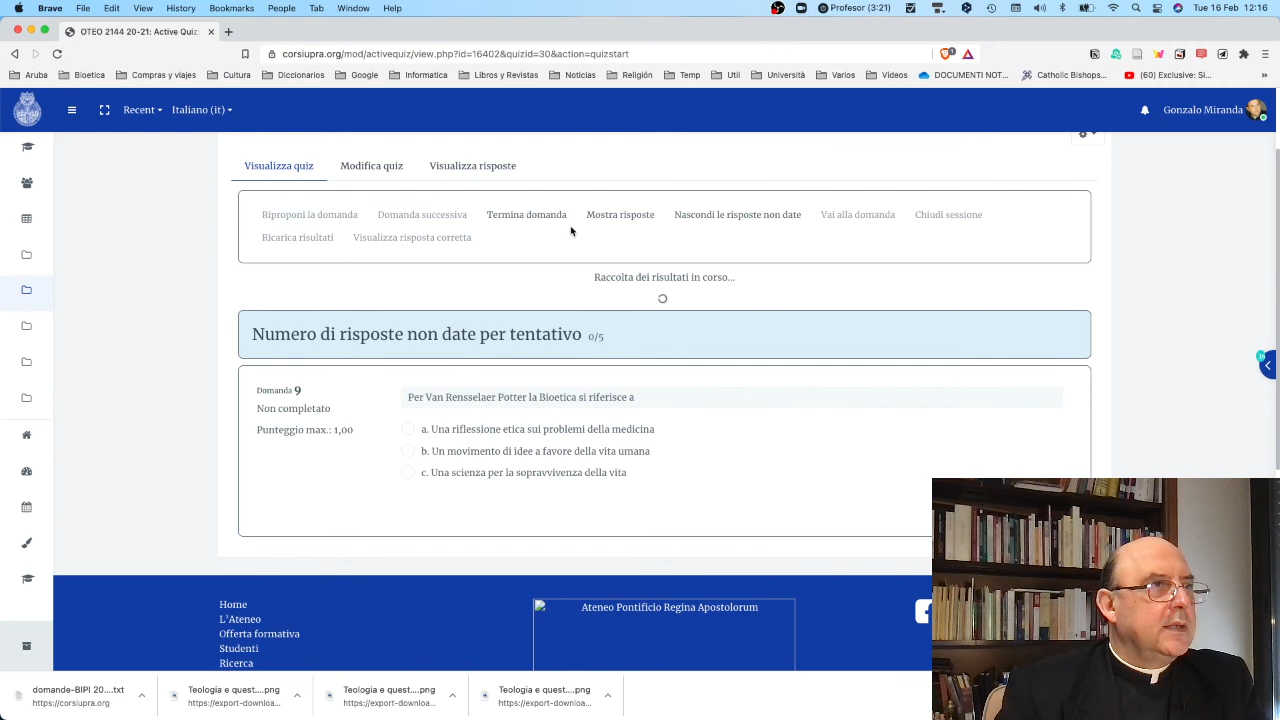 Brave File Edit View History Bookmarks Profiles Tab Window Help
Profesor (3:21)
Tue 16 Feb 12:16
OTEO 2144 20-21: Active Quiz:
corsiupra.org/mod/activequiz/view.php?id=16402&quizid=30&action=quizstart
1
Aruba Bioetica Compras y viajes Cultura Diccionarios Google Informatica Libros y Revistas Noticias Religión Temp Util Università Varios Vídeos DOCUMENTI NOT... Catholic Bishops... (60) Exclusive: Si...
Recent Italiano (it)
Gonzalo Miranda
Visualizza quiz Modifica quiz Visualizza risposte
Riproponi la domanda Domanda successiva Termina domanda Mostra risposte Nascondi le risposte non date Vai alla domanda Chiudi sessione
Ricarica risultati Visualizza risposta corretta
Raccolta dei risultati in corso...
Numero di risposte non date per tentativo 0/5
Domanda 9
Non completato
Punteggio max.: 1,00
Per Van Rensselaer Potter la Bioetica si riferisce a
a. Una riflessione etica sui problemi della medicina
b. Un movimento di idee a favore della vita umana
c. Una scienza per la sopravvivenza della vita
Home
L'Ateneo
Offerta formativa
Studenti
Ricerca
Ateneo Pontificio Regina Apostolorum
domande-BIPI 20....txt
https://corsiupra.org
Teologia e quest....png
https://export-downloa...
Teologia e quest....png
https://export-downloa...
Teologia e quest....png
https://export-downloa...